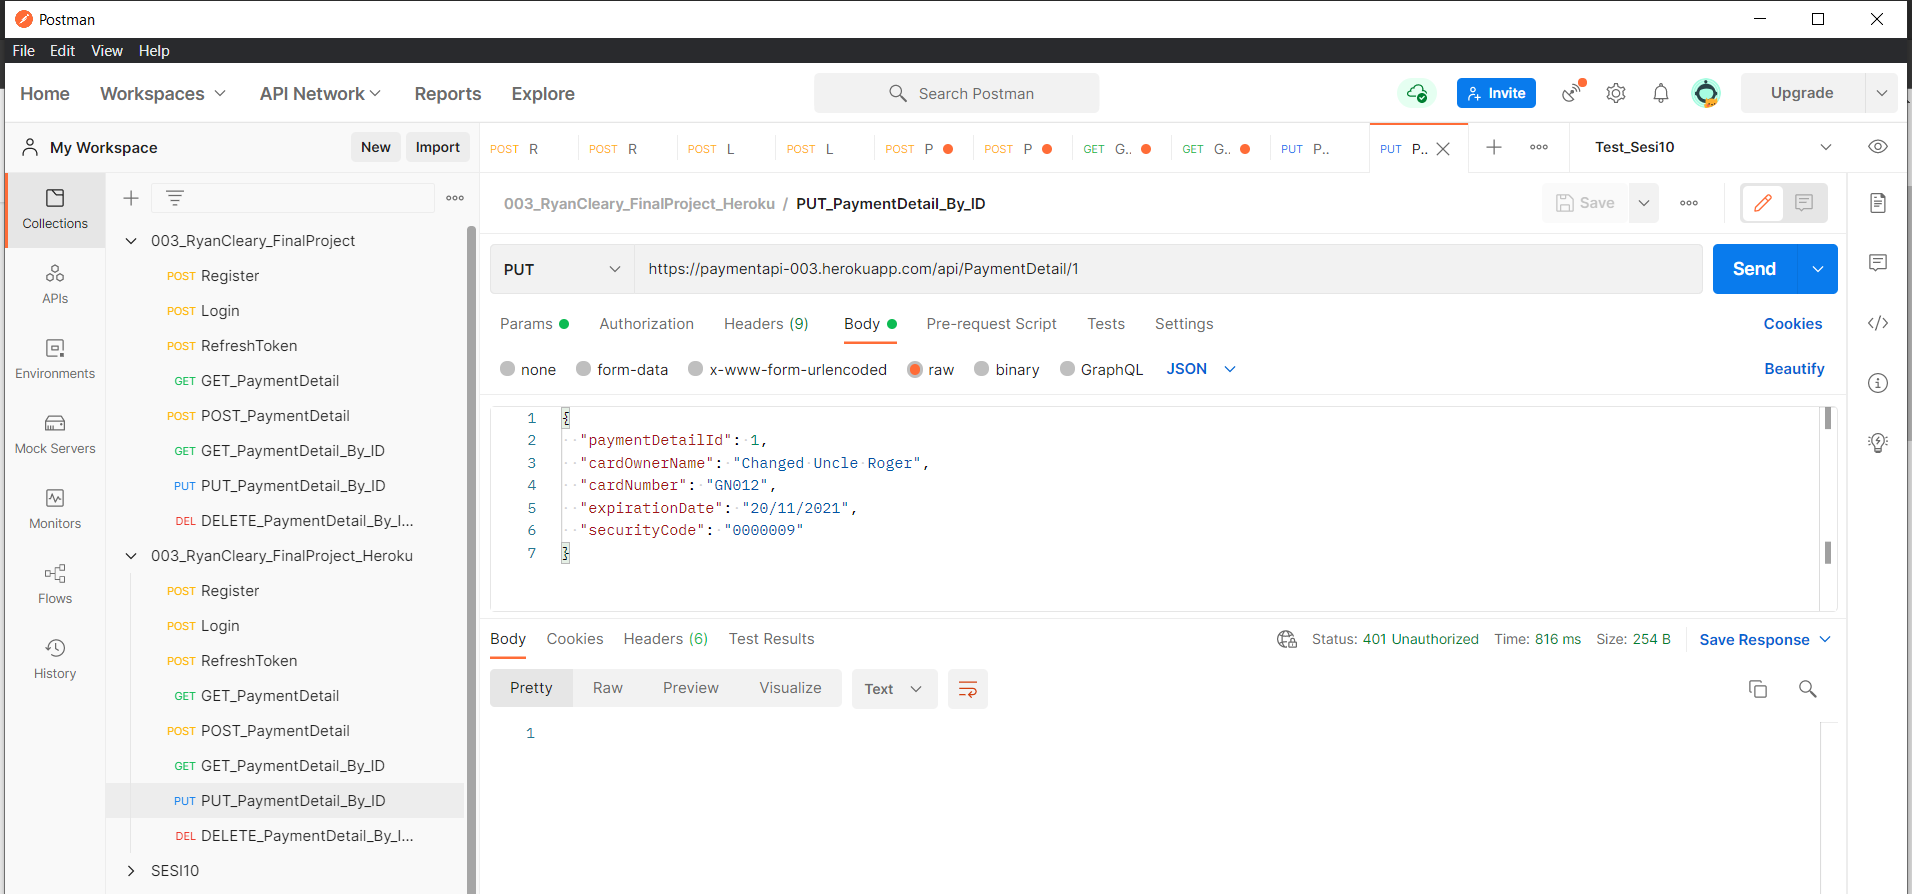 Postman
File Edit View Help
Home Workspaces API Network Reports Explore Search Postman Invite Upgrade
My Workspace New Import
POST R POST R POST L POST L POST P POST P GET G.. GET G.. PUT P.. PUT P.. Test_Sesi10
003_RyanCleary_FinalProject_Heroku / PUT_PaymentDetail_By_ID Save
PUT https://paymentapi-003.herokuapp.com/api/PaymentDetail/1 Send
Params Authorization Headers (9) Body Pre-request Script Tests Settings Cookies
none form-data x-www-form-urlencoded raw binary GraphQL JSON Beautify
1 {
2 "paymentDetailId": 1,
3 "cardOwnerName": "Changed Uncle Roger",
4 "cardNumber": "GN012",
5 "expirationDate": "20/11/2021",
6 "securityCode": "0000009"
7 }
Body Cookies Headers (6) Test Results Status: 401 Unauthorized Time: 816 ms Size: 254 B Save Response
Pretty Raw Preview Visualize Text
1
Collections
APIs
Environments
Mock Servers
Monitors
Flows
History
003_RyanCleary_FinalProject
POST Register
POST Login
POST RefreshToken
GET GET_PaymentDetail
POST POST_PaymentDetail
GET GET_PaymentDetail_By_ID
PUT PUT_PaymentDetail_By_ID
DEL DELETE_PaymentDetail_By_I...
003_RyanCleary_FinalProject_Heroku
POST Register
POST Login
POST RefreshToken
GET GET_PaymentDetail
POST POST_PaymentDetail
GET GET_PaymentDetail_By_ID
PUT PUT_PaymentDetail_By_ID
DEL DELETE_PaymentDetail_By_I...
SESI10